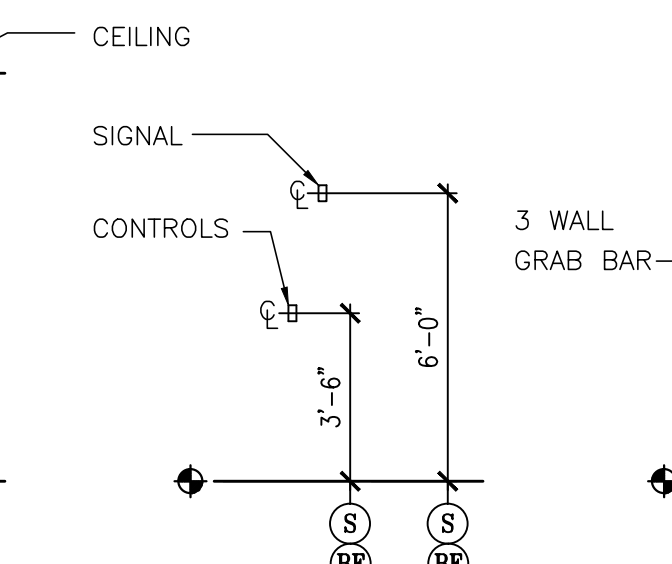 CEILING
SIGNAL
℄
CONTROLS
3 WALL
GRAB BAR
℄
6'-0"
3'-6"
S S